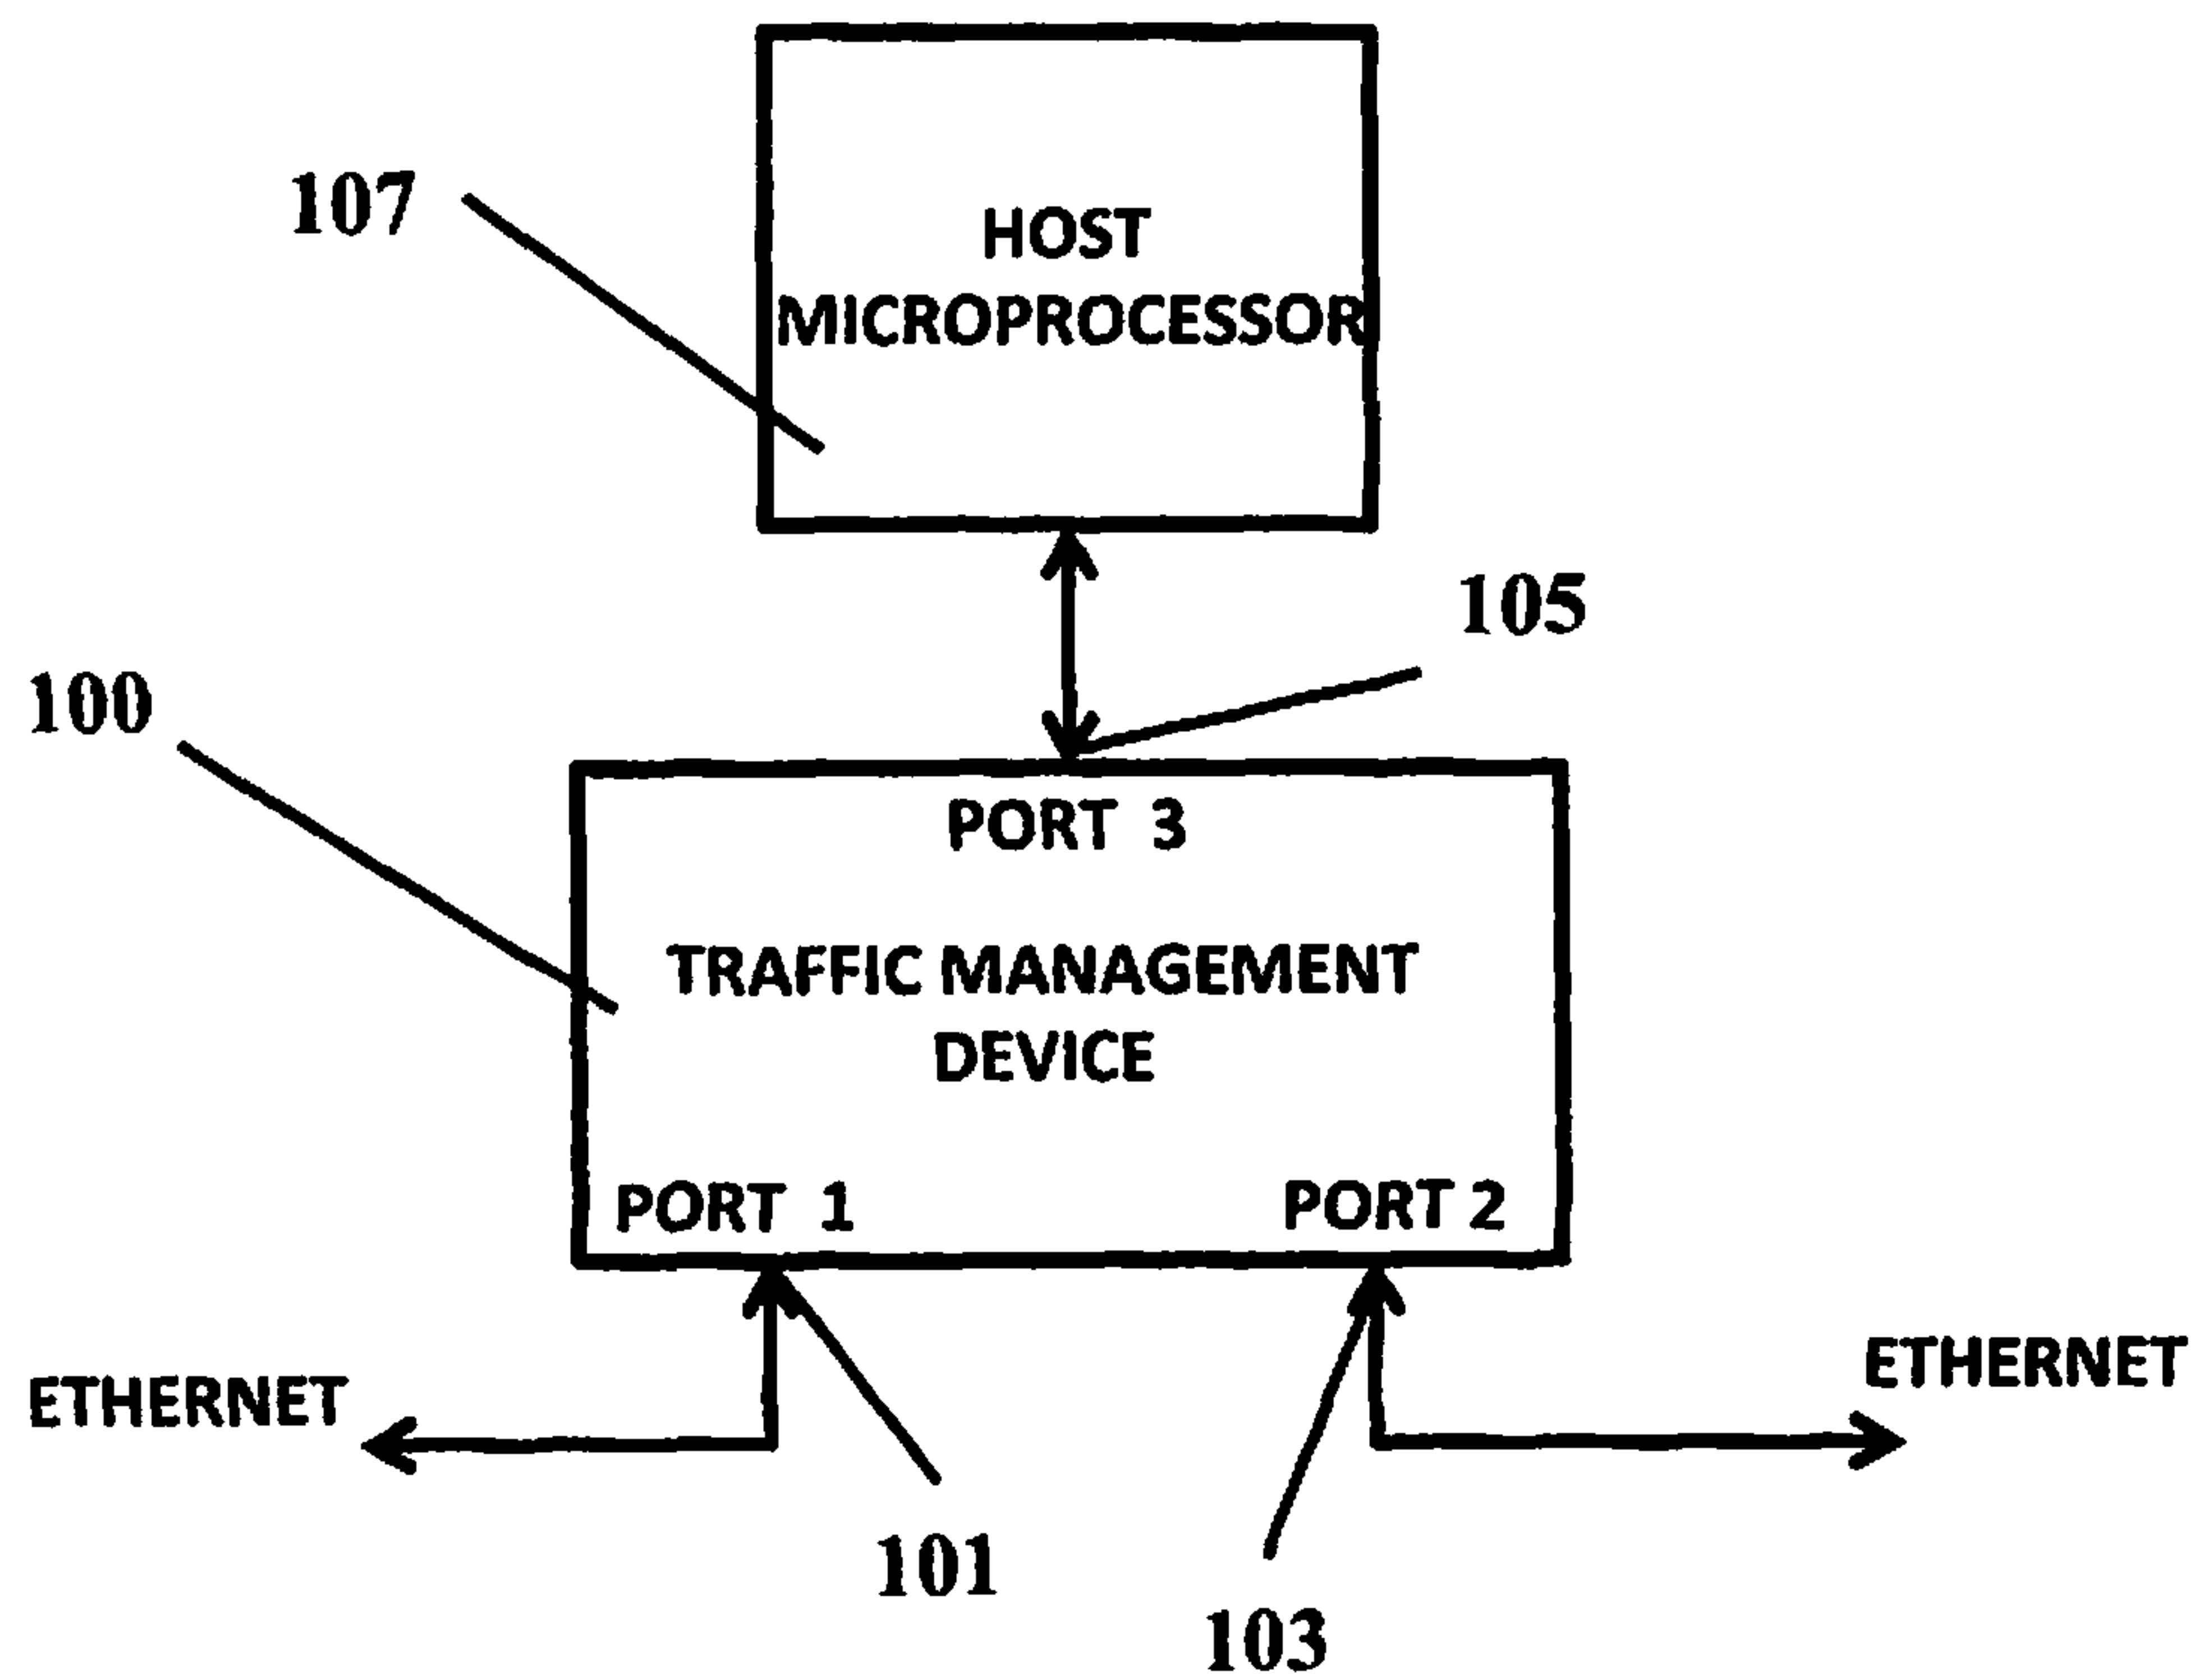 107
HOST
MICROPROCESSOR
105
100
PORT 3
TRAFFIC MANAGEMENT
DEVICE
PORT 1
PORT 2
ETHERNET
ETHERNET
101
103